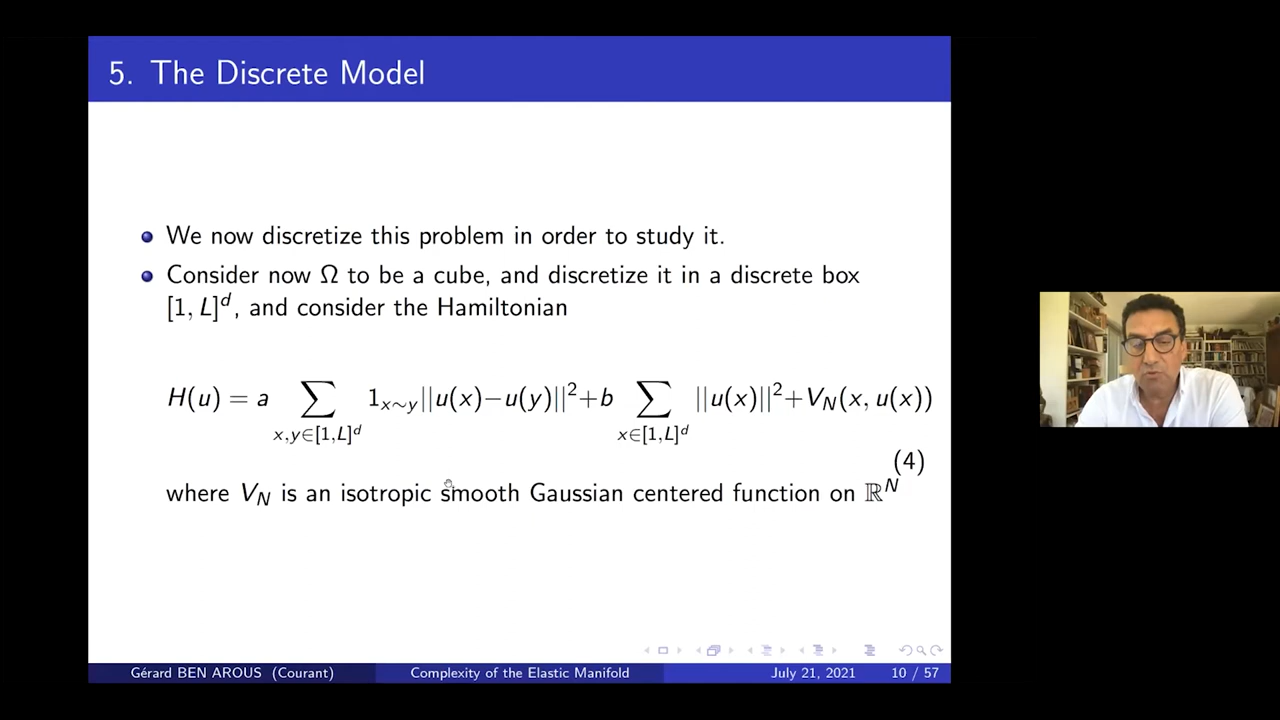 5. The Discrete Model
We now discretize this problem in order to study it.
Consider now Ω to be a cube, and discretize it in a discrete box
[1, L]^d, and consider the Hamiltonian
H(u) = a ∑_{x,y∈[1,L]^d} 1_{x∼y}||u(x)−u(y)||^2+b ∑_{x∈[1,L]^d} ||u(x)||^2+V_N(x, u(x))
(4)
where V_N is an isotropic smooth Gaussian centered function on ℝ^N
Gérard BEN AROUS (Courant) Complexity of the Elastic Manifold July 21, 2021 10 / 57